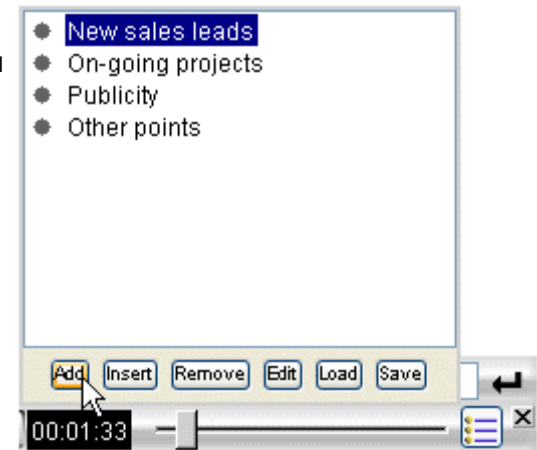 New sales leads
On-going projects
Publicity
Other points
Add Insert Remove Edit Load Save
00:01:33